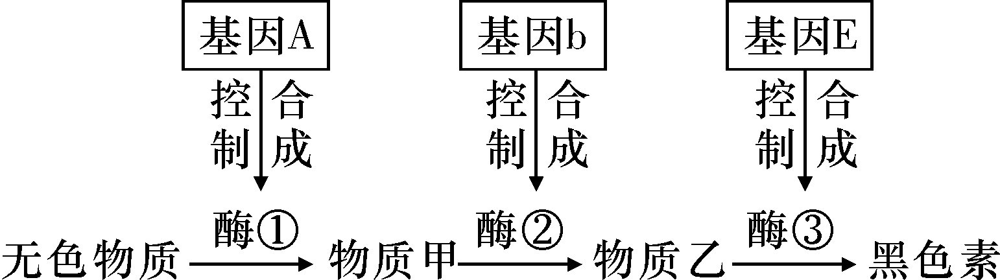 基因A 基因b 基因E
控制 合成 控制 合成 控制 合成
酶① 酶② 酶③
无色物质 物质甲 物质乙 黑色素